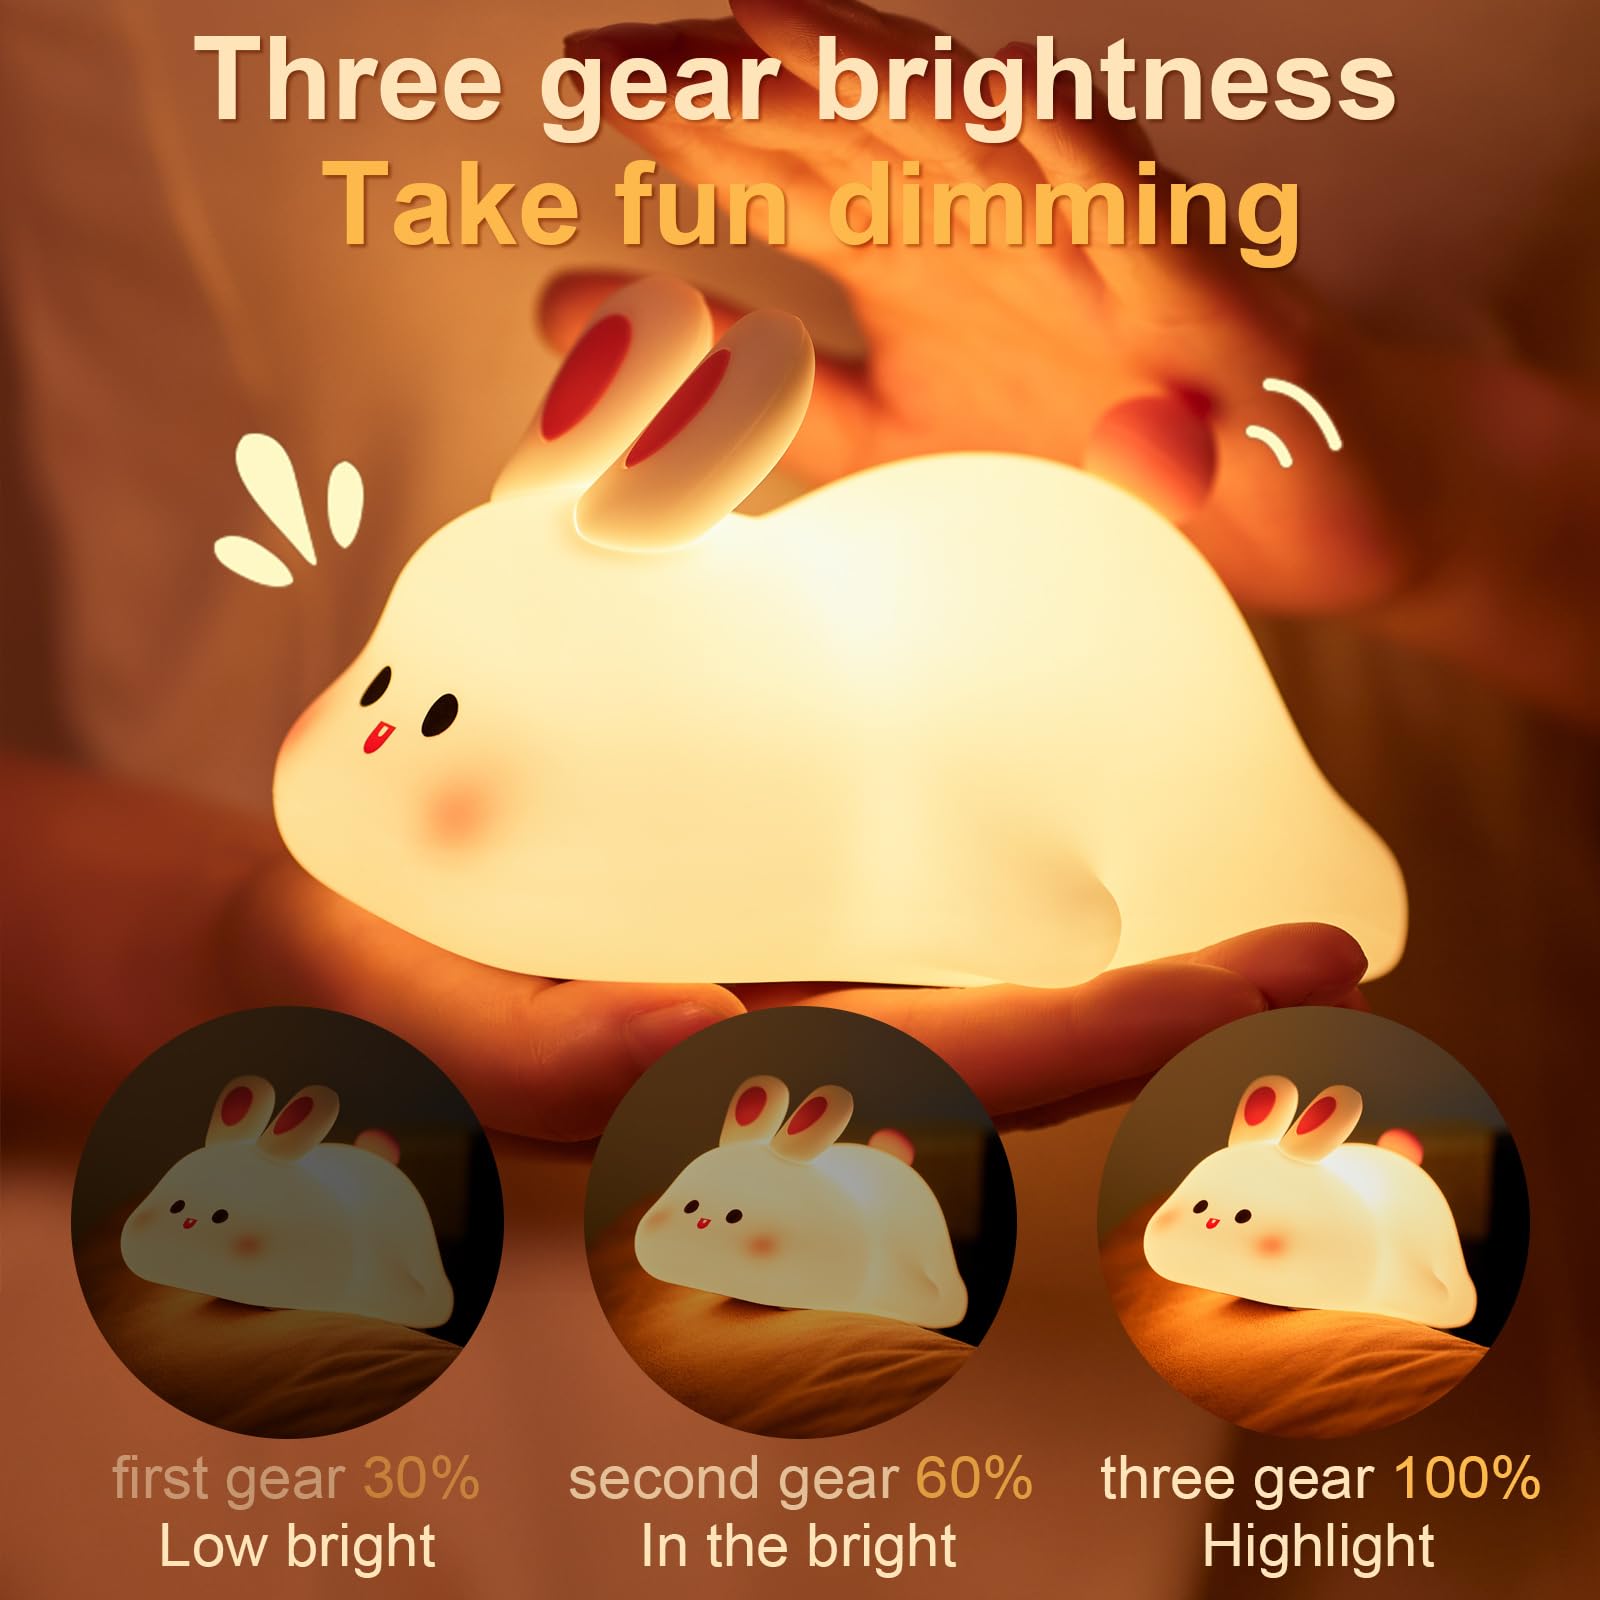 Three gear brightness
Take fun dimming
first gear 30%
Low bright
second gear 60%
In the bright
three gear 100%
Highlight